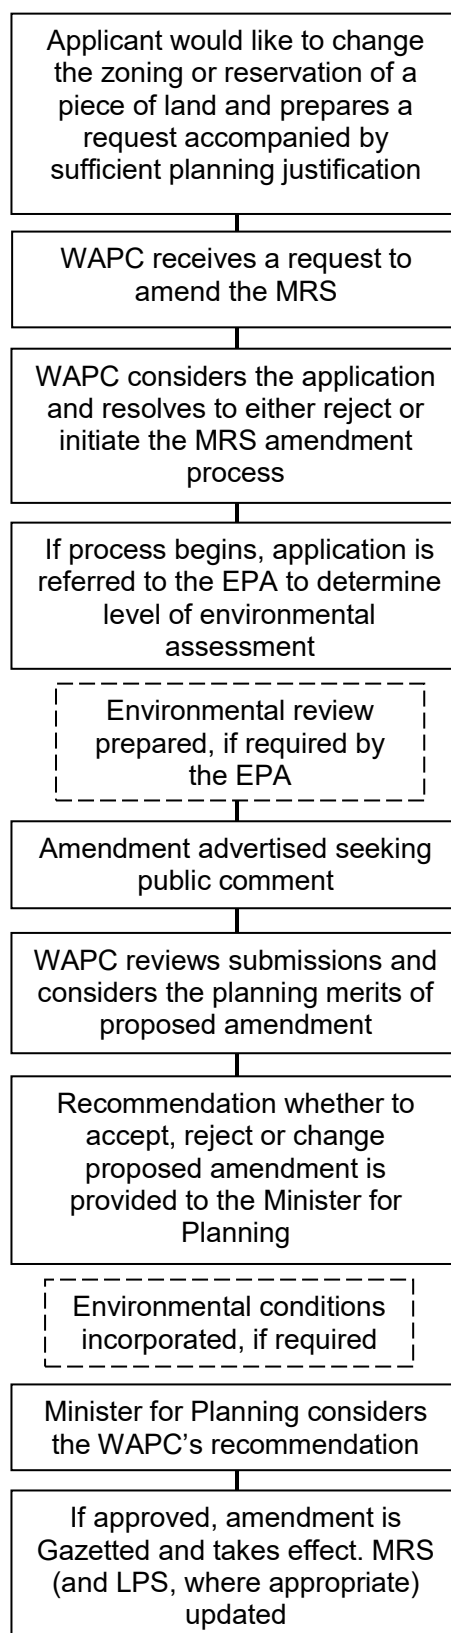 Applicant would like to change
the zoning or reservation of a
piece of land and prepares a
request accompanied by
sufficient planning justification
WAPC receives a request to
amend the MRS
WAPC considers the application
and resolves to either reject or
initiate the MRS amendment
process
If process begins, application is
referred to the EPA to determine
level of environmental
assessment
Environmental review
prepared, if required by
the EPA
Amendment advertised seeking
public comment
WAPC reviews submissions and
considers the planning merits of
proposed amendment
Recommendation whether to
accept, reject or change
proposed amendment is
provided to the Minister for
Planning
Environmental conditions
incorporated, if required
Minister for Planning considers
the WAPC’s recommendation
If approved, amendment is
Gazetted and takes effect. MRS
(and LPS, where appropriate)
updated